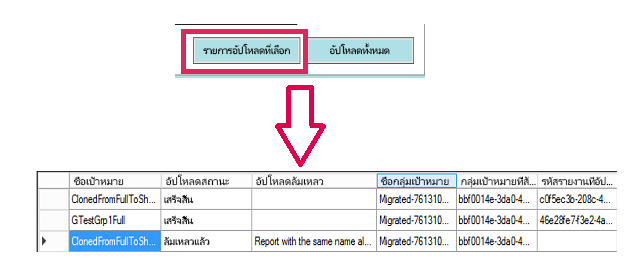 รายการอัปโหลดที่เลือก อัปโหลดทั้งหมด
ชื่อเป้าหมาย อัปโหลดสถานะ อัปโหลดล้มเหลว ชื่อกลุ่มเป้าหมาย กลุ่มเป้าหมายที่สั... รหัสรายงานที่อัป...
ClonedFromFullToSh... เสร็จสิ้น Migrated-761310... bbf0014e-3da0-4... c0f5ec3b-208c-4...
GTestGrp1Full เสร็จสิ้น Migrated-761310... bbf0014e-3da0-4... 46e28fe7-f3e2-4a...
ClonedFromFullToSh... ล้มเหลวแล้ว Report with the same name al... Migrated-761310... bbf0014e-3da0-4...